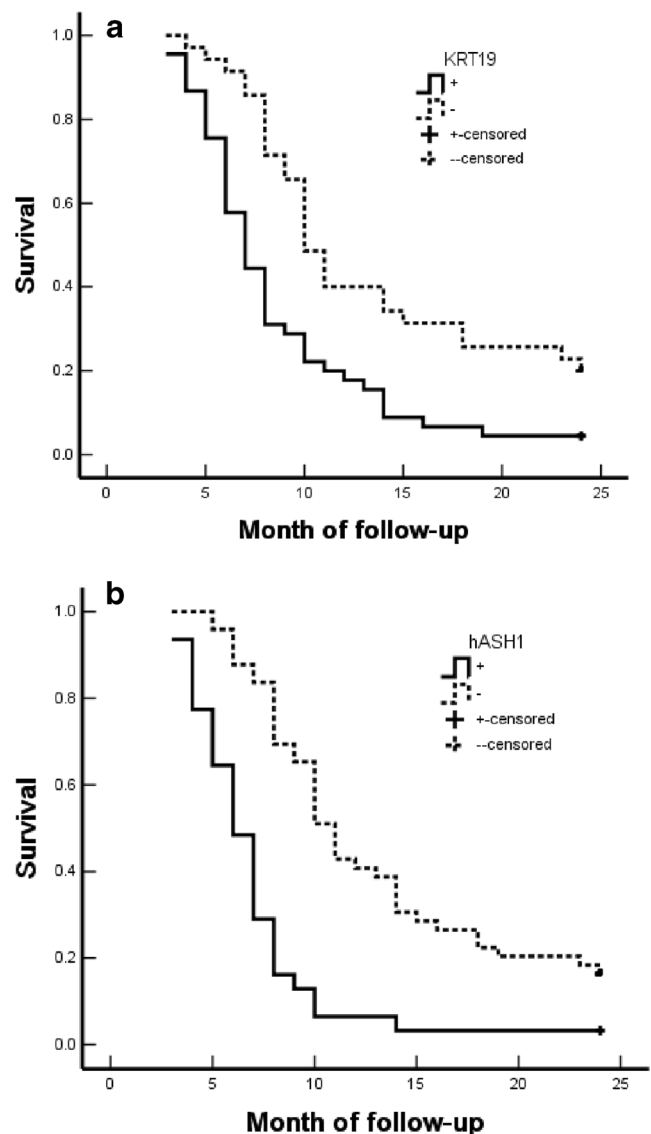 a
KRT19
+
-
+-censored
--censored
1.0
0.8
0.6
0.4
0.2
0.0
Survival
0 5 10 15 20 25
Month of follow-up
b
hASH1
+
-
+-censored
--censored
1.0
0.8
0.6
0.4
0.2
0.0
Survival
0 5 10 15 20 25
Month of follow-up